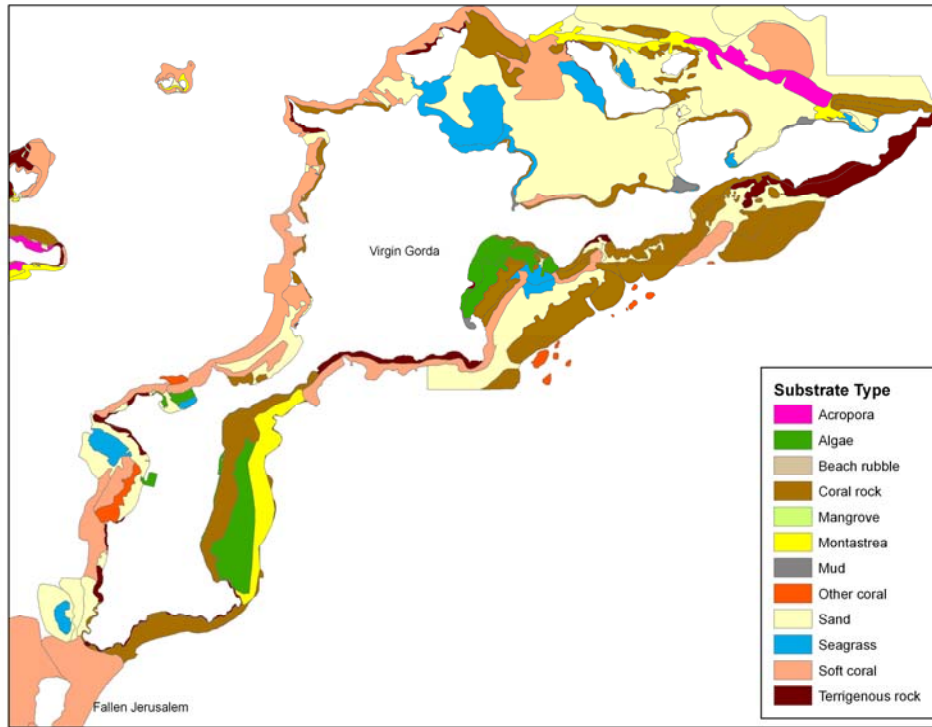 Virgin Gorda
Fallen Jerusalem
Substrate Type
Acropora
Algae
Beach rubble
Coral rock
Mangrove
Montastrea
Mud
Other coral
Sand
Seagrass
Soft coral
Terrigenous rock